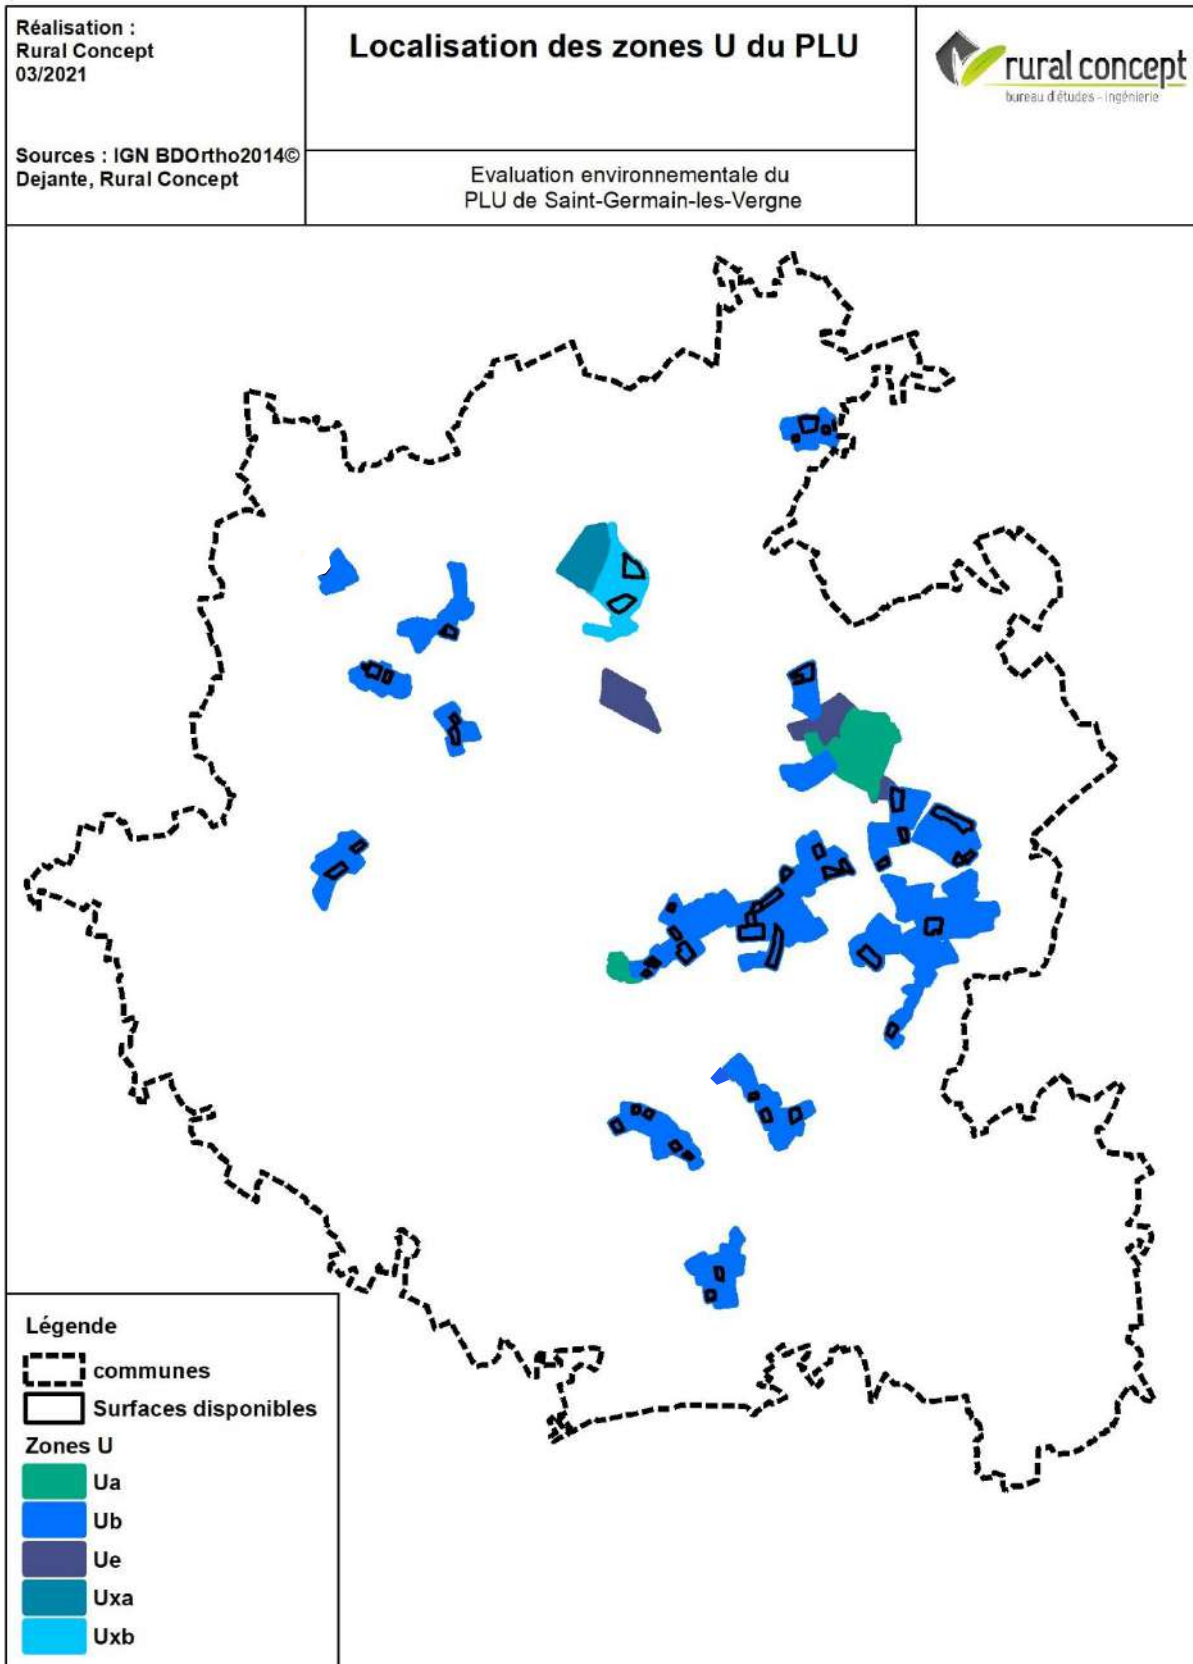 Réalisation :
Rural Concept
03/2021
Sources : IGN BDOrtho2014©
Dejante, Rural Concept
Localisation des zones U du PLU
Evaluation environnementale du
PLU de Saint-Germain-les-Vergne
rural concept
bureau d'études - ingénierie
Légende
communes
Surfaces disponibles
Zones U
Ua
Ub
Ue
Uxa
Uxb